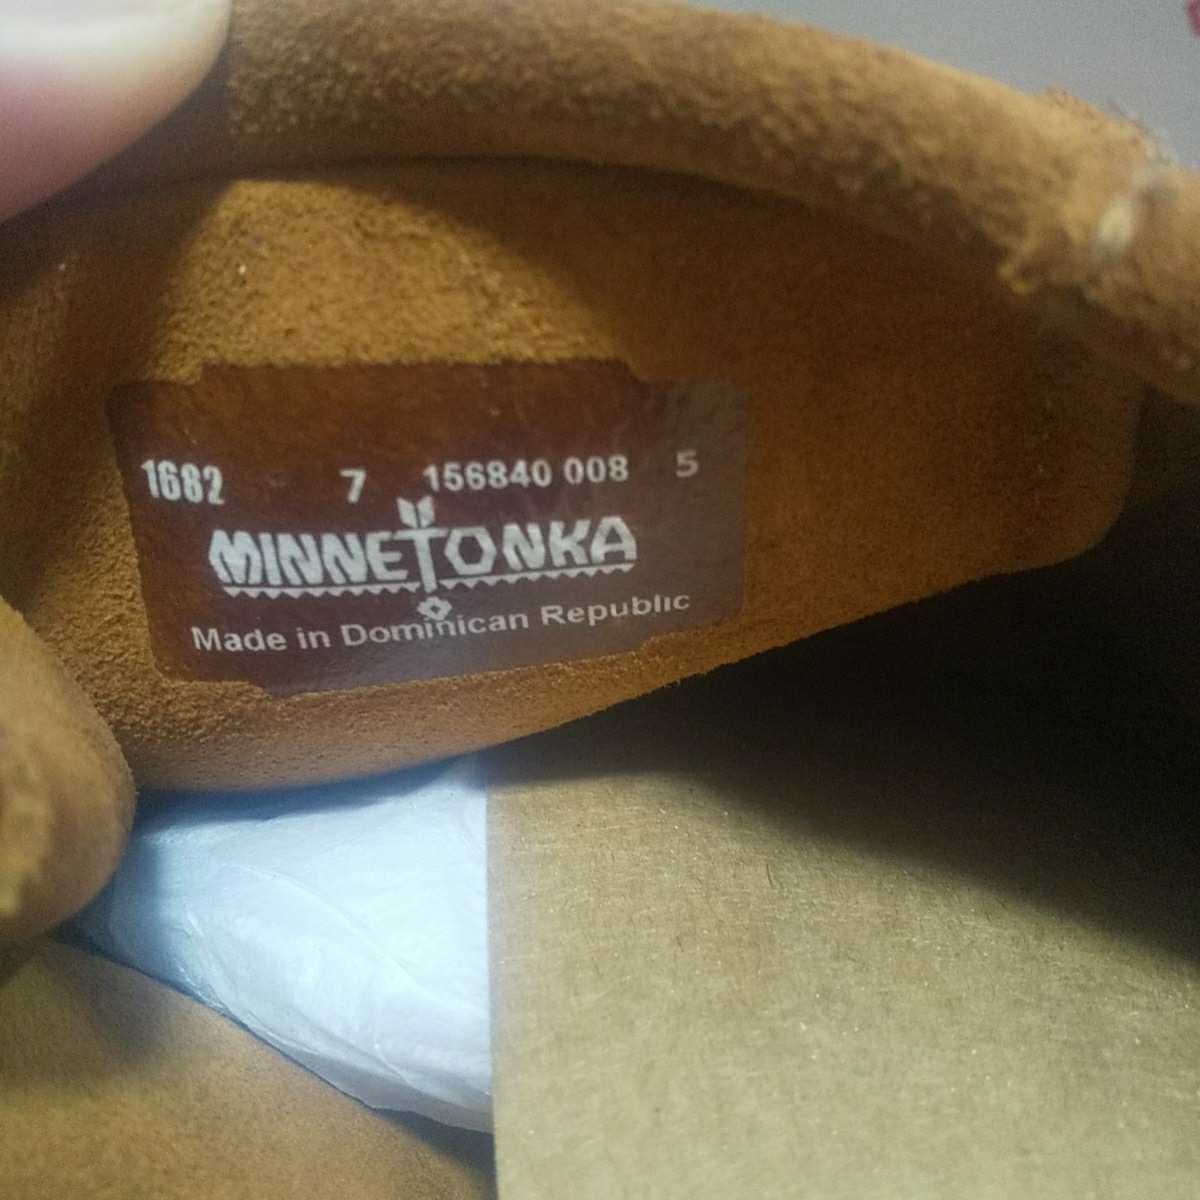 1682 7 156840 008 5
MINNETONKA
Made in Dominican Republic